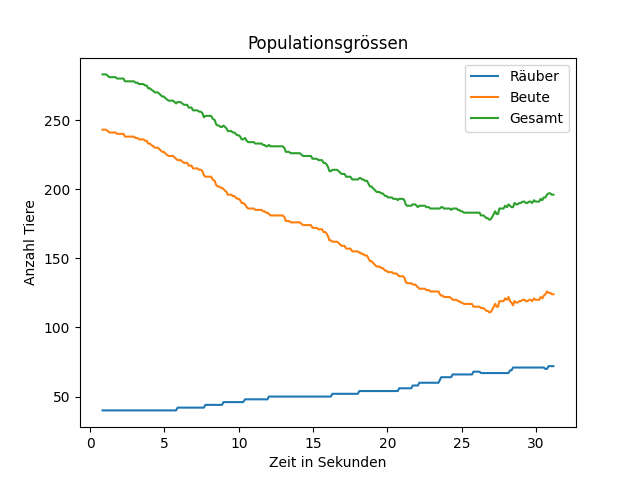 Populationsgrössen
Räuber
Beute
Gesamt
250
200
150
100
50
Anzahl Tiere
0 5 10 15 20 25 30
Zeit in Sekunden